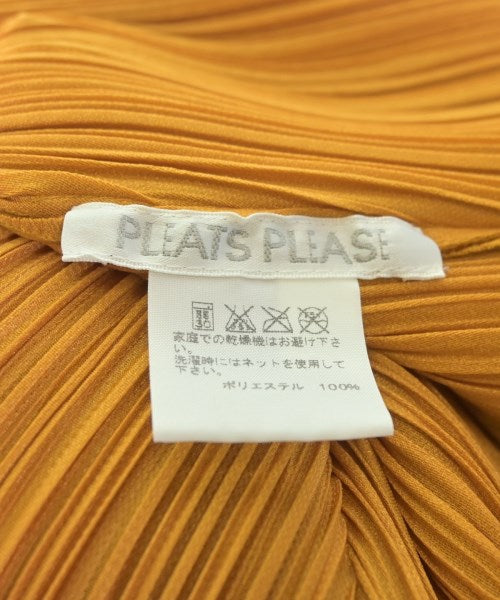 PLEATS PLEASE
家庭での乾燥機はお避け下さ
い。
洗濯時にはネットを使用して
下さい。
ポリエステル 100%